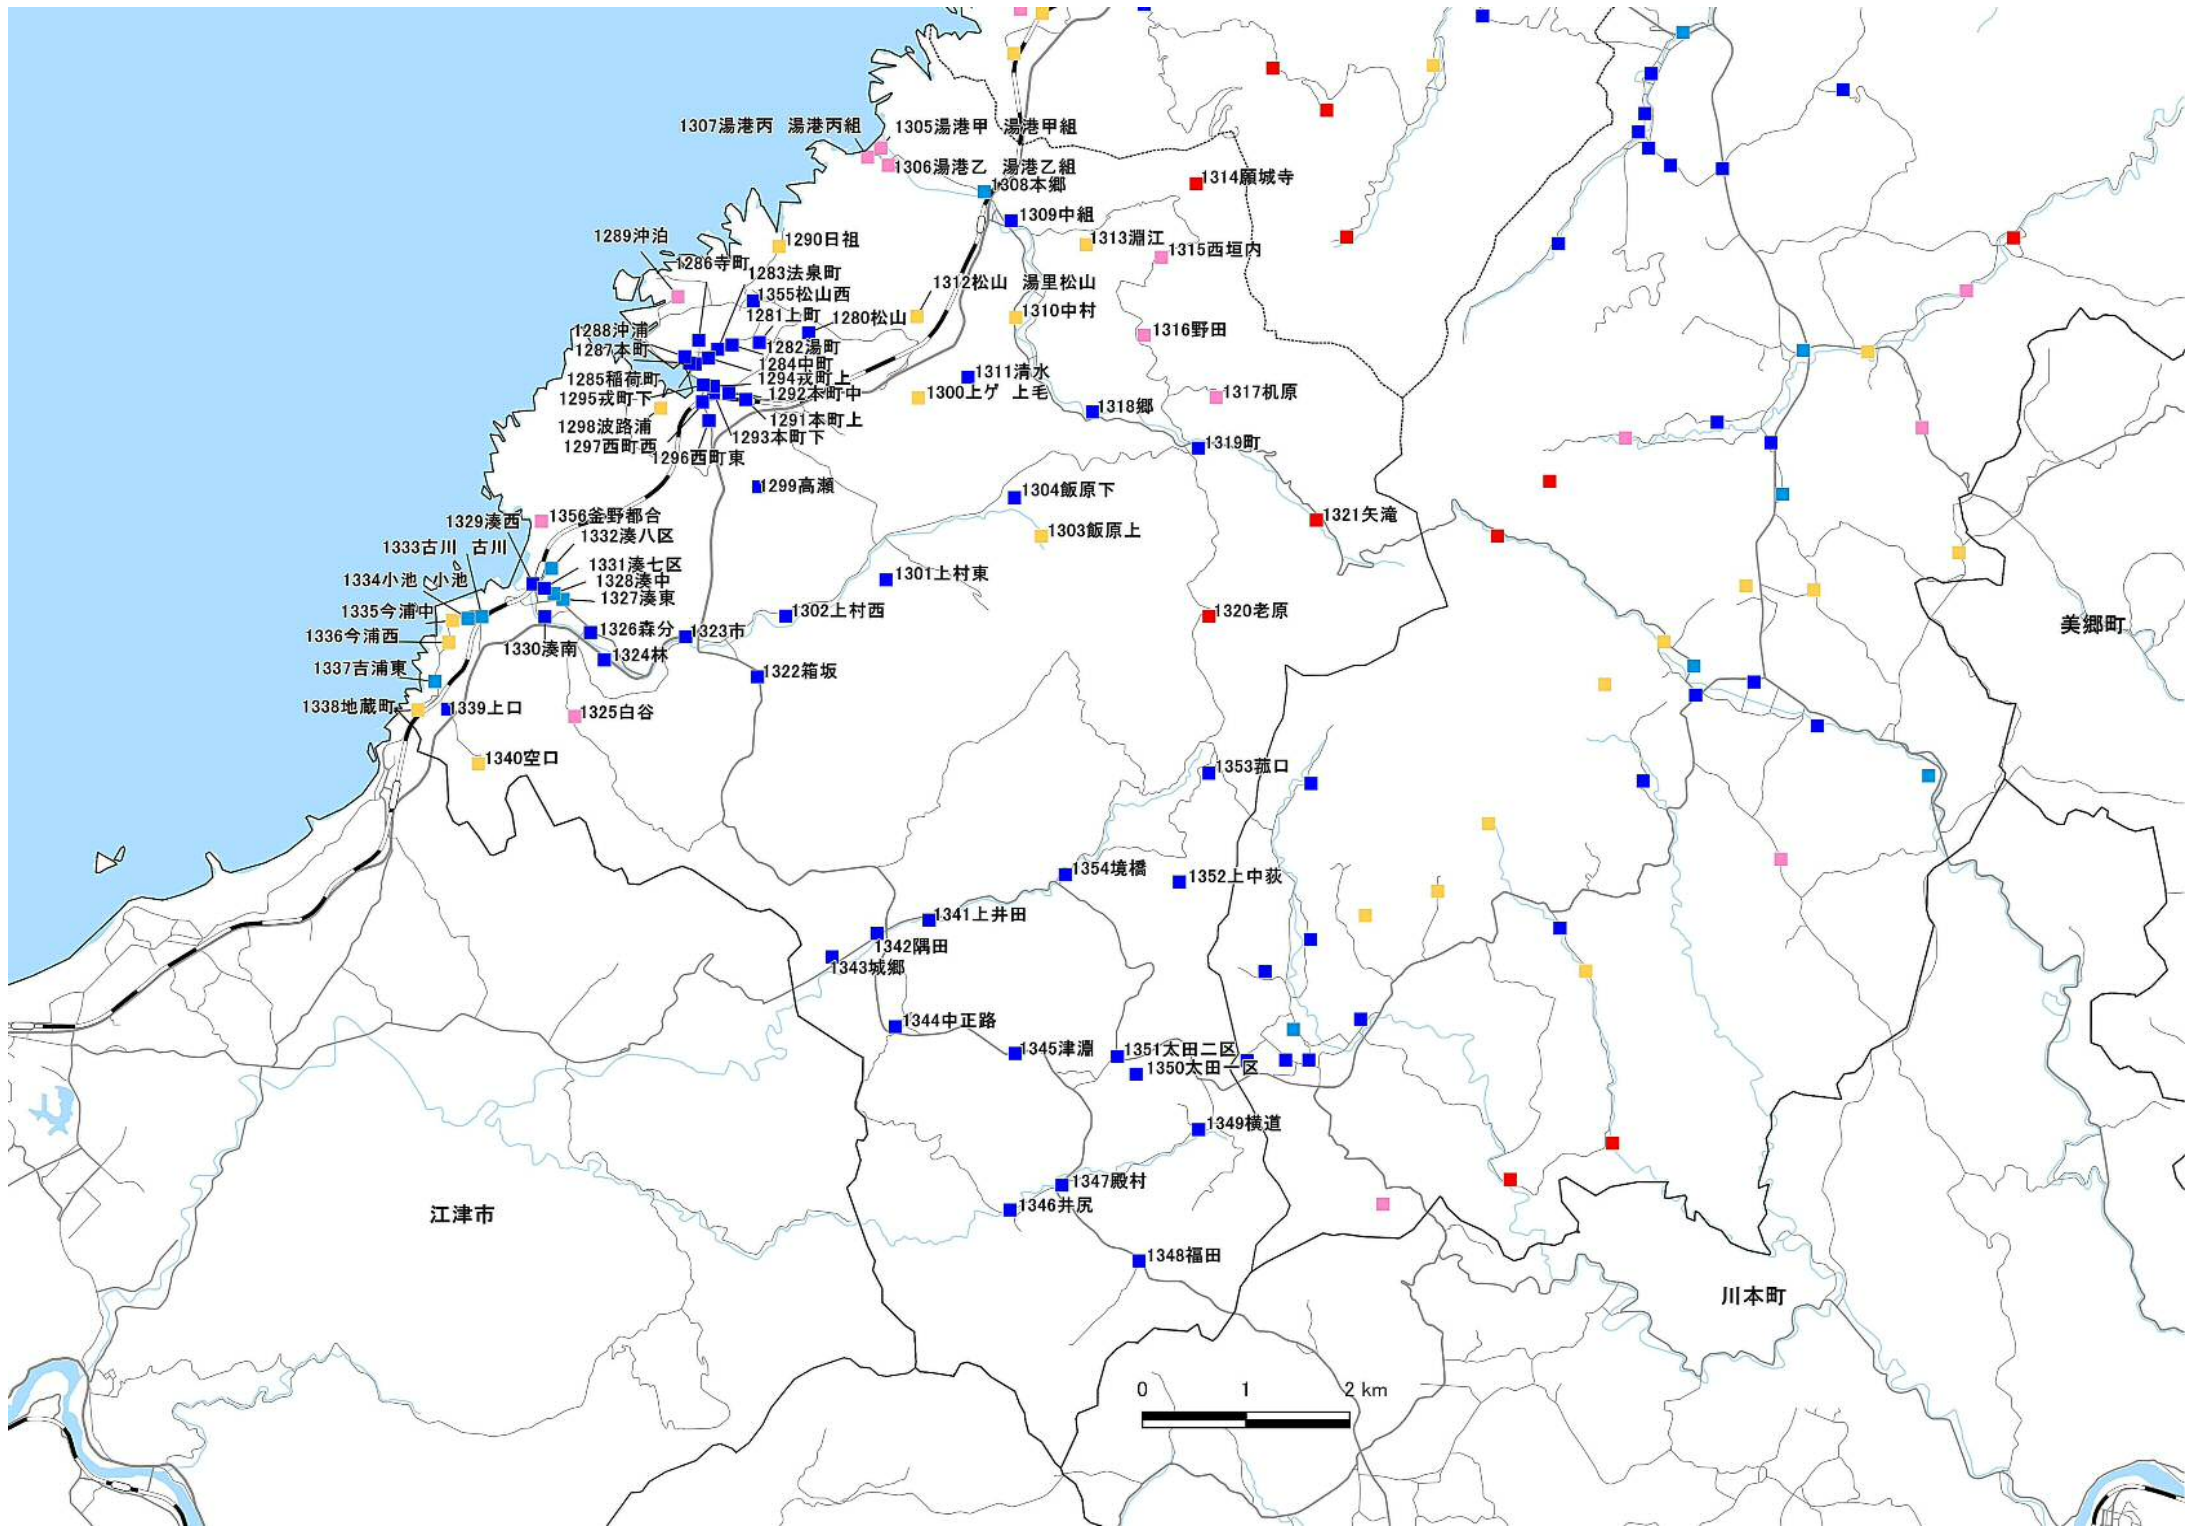 1307湯港丙　湯港丙組
1305湯港甲　湯港甲組
1306湯港乙　湯港乙組
1308本郷
1314願城寺
1309中組
1289沖泊
1290日祖
1313淵江
1315西垣内
1286寺町
1283法泉町
1312松山　湯里松山
1355松山西
1281上町
1280松山
1310中村
1288沖浦
1316野田
1287本町
1282湯町
1284中町
1285稲荷町
1294戎町上
1311清水
1295戎町下
1292本町中
1300上ゲ 上毛
1317机原
1318郷
1298波路浦
1291本町上
1297西町西
1293本町下
1319町
1296西町東
1299高瀬
1304飯原下
1356釜野都合
1329湊西
1321矢滝
1332湊八区
1303飯原上
1333古川　古川
1331湊七区
1334小池 小池
1328湊中
1301上村東
1327湊東
1335今浦中
1302上村西
1320老原
美郷町
1336今浦西
1326森分
1323市
1330湊南
1324林
1337吉浦東
1322箱坂
1338地蔵町
1339上口
1325白谷
1340空口
1353菰口
1354境橋
1352上中荻
1341上井田
1342隅田
1343城郷
1344中正路
1345津淵
1351太田二区
1350太田一区
1349横道
1347殿村
1346井尻
江津市
1348福田
川本町
0 1 2 km